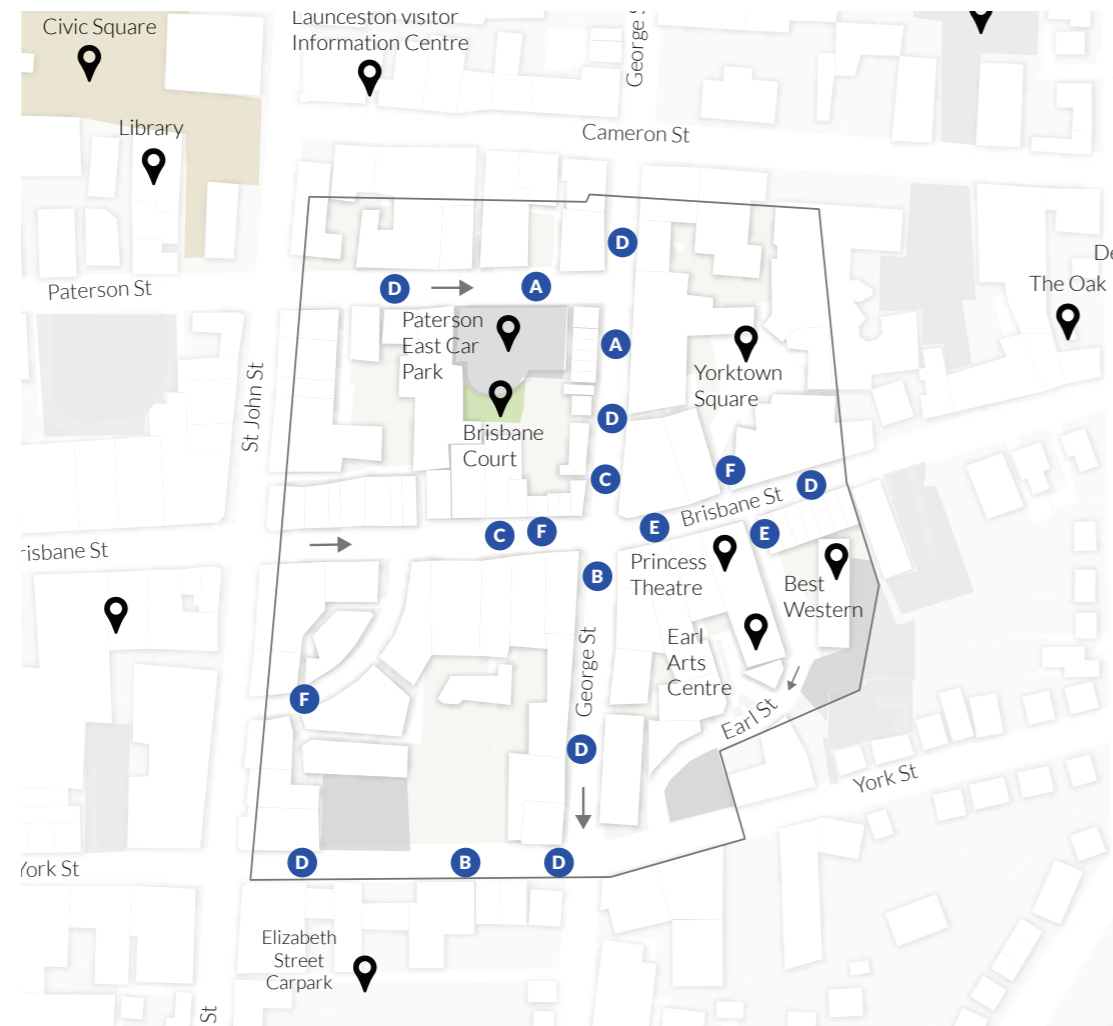 Launceston visitor
Information Centre
Civic Square
George S
Library
Cameron St
D
De
The Oak
Paterson St
D
A
Paterson
East Car
Park
A
Yorktown
Square
St John St
D
Brisbane
Court
F
D
C
Brisbane St
E
E
C
F
risbane St
Princess
Theatre
B
Best
Western
George St
Earl
Arts
Centre
F
Earl St
D
York St
D
B
D
York St
Elizabeth
Street
Carpark
St